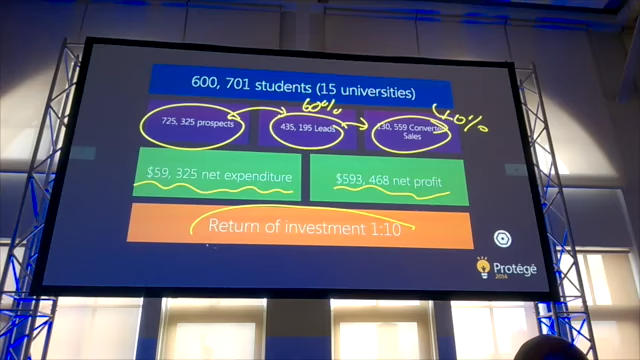 600, 701 students (15 universities)
60%
725, 325 prospects
435, 195 Leads
130, 559 Converted
Sales
$59, 325 net expenditure
$593, 468 net profit
Return of investment 1:10
Protégé
2014